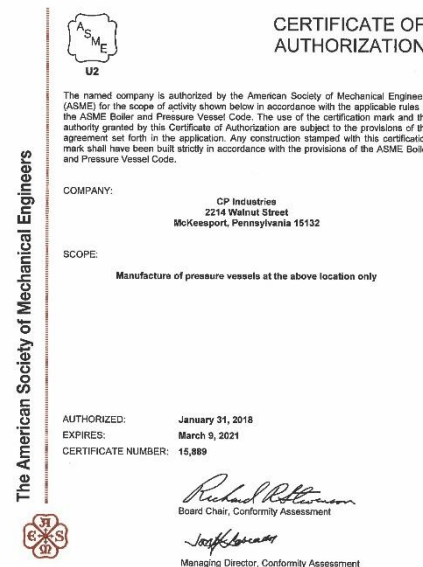 ASME
U2
CERTIFICATE OF
AUTHORIZATION
The named company is authorized by the American Society of Mechanical Enginee
(ASME) for the scope of activity shown below in accordance with the applicable rules
the ASME Boiler and Pressure Vessel Code. The use of the certification mark and th
authority granted by this Certificate of Authorization are subject to the provisions of th
agreement set forth in the application. Any construction stamped with this certificatio
mark shall have been built strictly in accordance with the provisions of the ASME Boile
and Pressure Vessel Code.
COMPANY:
CP Industries
2214 Walnut Street
McKeesport, Pennsylvania 15132
SCOPE:
Manufacture of pressure vessels at the above location only
AUTHORIZED: January 31, 2018
EXPIRES: March 9, 2021
CERTIFICATE NUMBER: 15,889
Board Chair, Conformity Assessment
Managing Director, Conformity Assessment
The American Society of Mechanical Engineers
ASME